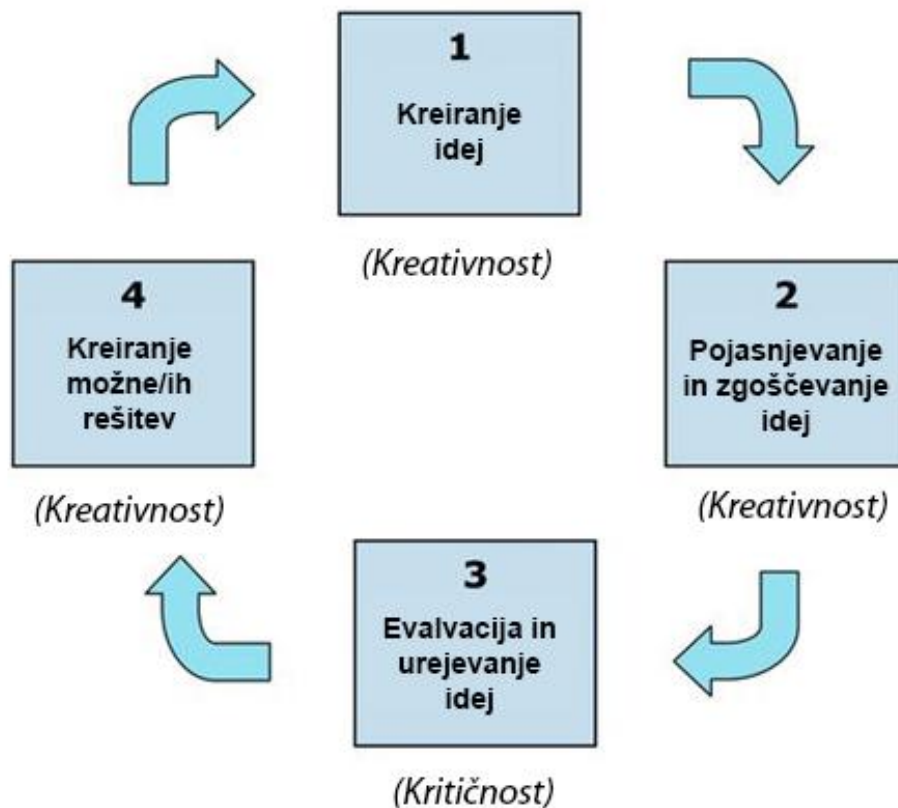 1
Kreiranje
idej
(Kreativnost)
2
Pojasnjevanje
in zgoščevanje
idej
(Kreativnost)
3
Evalvacija in
urejevanje
idej
(Kritičnost)
4
Kreiranje
možne/ih
rešitev
(Kreativnost)